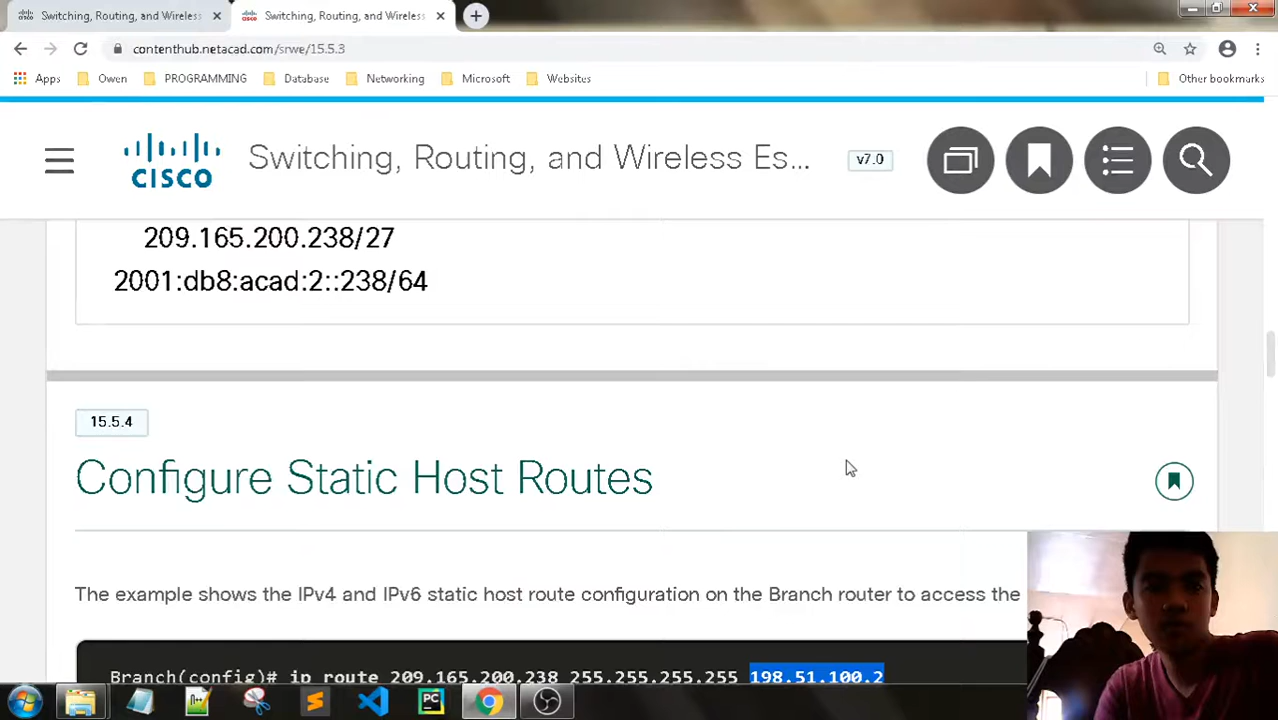 Switching, Routing, and Wireless
Switching, Routing, and Wireless
contenthub.netacad.com/srwe/15.5.3
Apps Owen PROGRAMMING Database Networking Microsoft Websites Other bookmarks
CISCO
Switching, Routing, and Wireless Es...
v7.0
209.165.200.238/27
2001:db8:acad:2::238/64
15.5.4
Configure Static Host Routes
The example shows the IPv4 and IPv6 static host route configuration on the Branch router to access the
Branch(config)# ip route 209.165.200.238 255.255.255.255 198.51.100.2
PC